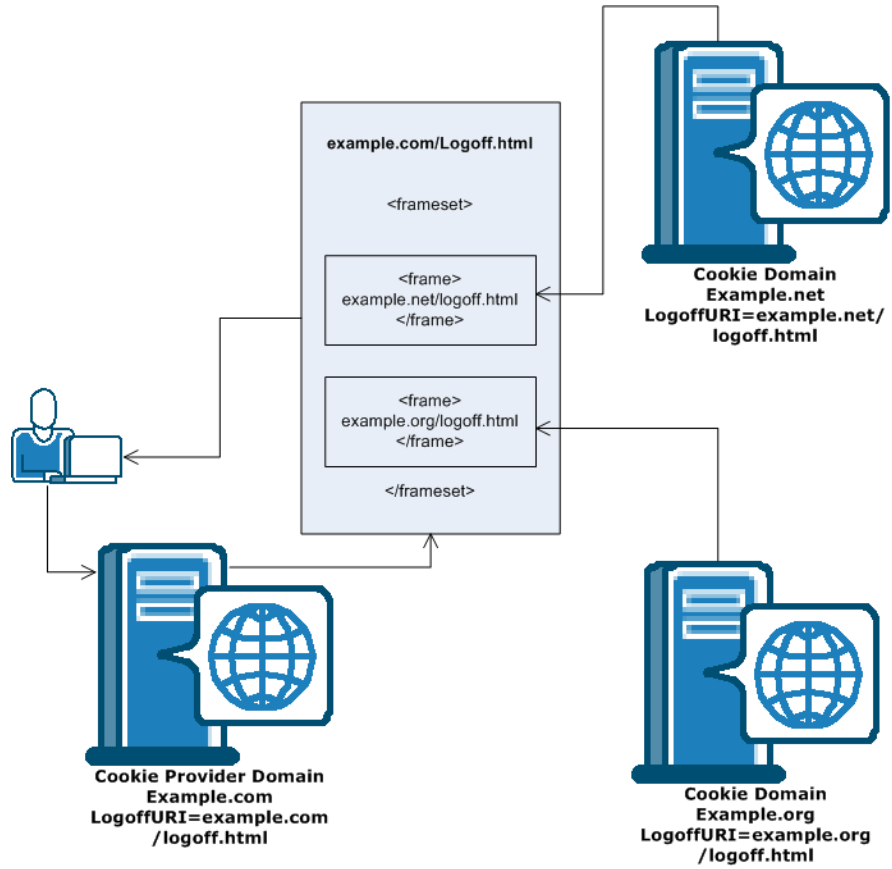 example.com/Logoff.html
<frameset>
<frame>
example.net/logoff.html
</frame>
<frame>
example.org/logoff.html
</frame>
</frameset>
Cookie Domain
Example.net
LogoffURI=example.net/
logoff.html
Cookie Provider Domain
Example.com
LogoffURI=example.com
/logoff.html
Cookie Domain
Example.org
LogoffURI=example.org
/logoff.html